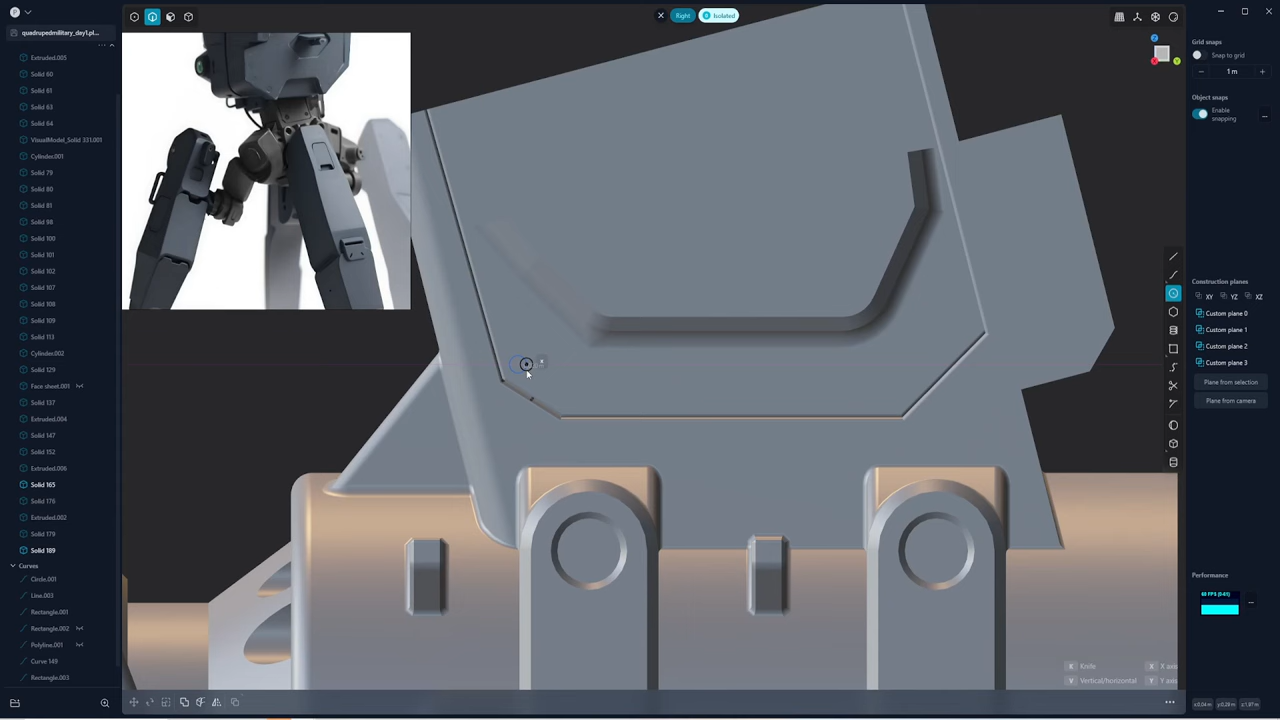 P
quadrupedmilitary_day1.pl...
Extruded.005
Solid 60
Solid 61
Solid 63
Solid 64
VisualModel_Solid 331.001
Cylinder.001
Solid 79
Solid 80
Solid 81
Solid 98
Solid 100
Solid 101
Solid 102
Solid 107
Solid 108
Solid 109
Solid 113
Cylinder.002
Solid 129
Face sheet.001
Solid 137
Extruded.004
Solid 147
Solid 152
Extruded.006
Solid 165
Solid 176
Extruded.002
Solid 179
Solid 189
Curves
Circle.001
Line.003
Rectangle.001
Rectangle.002
Polyline.001
Curve 149
Rectangle.003
Right
Isolated
Z
X
Y
K Knife
X X axis
V Vertical/horizontal
Y Y axis
Grid snaps
Snap to grid
1 m
Object snaps
Enable snapping
Construction planes
XY YZ XZ
Custom plane 0
Custom plane 1
Custom plane 2
Custom plane 3
Plane from selection
Plane from camera
Performance